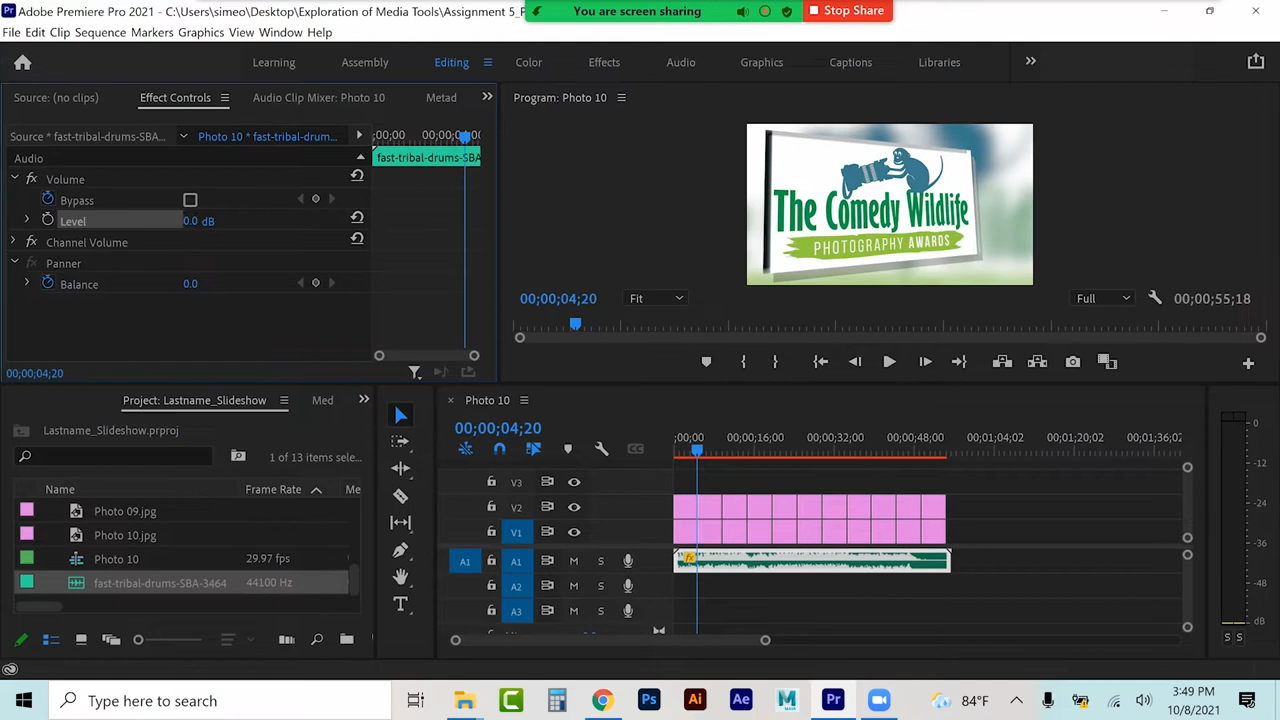 Adobe Premiere Pro 2021 - C:\Users\simeo\Desktop\Exploration of Media Tools\Assignment 5_P
You are screen sharing
Stop Share
File Edit Clip Sequence Markers Graphics View Window Help
Learning Assembly Editing Color Effects Audio Graphics Captions Libraries
Source: (no clips) Effect Controls Audio Clip Mixer: Photo 10 Metad
Program: Photo 10
Source * fast-tribal-drums-SBA... Photo 10 * fast-tribal-drum...
;00;00 00;00;00;0
Audio
fast-tribal-drums-SBA
fx Volume
Bypass
Level 0.0 dB
fx Channel Volume
fx Panner
Balance 0.0
00;00;04;20
The Comedy Wildlife
PHOTOGRAPHY AWARDS
00;00;04;20 Fit Full 00;00;55;18
Project: Lastname_Slideshow Med
Lastname_Slideshow.prproj
1 of 13 items sele...
Name Frame Rate Me
Photo 09.jpg
Photo 10.jpg
Photo 10 29.97 fps
fast-tribal-drums-SBA-3464 44100 Hz
Photo 10
00;00;04;20
;00;00 00;00;16;00 00;00;32;00 00;00;48;00 00;01;04;02 00;01;20;02 00;01;36;02
V3
V2
V1
A1 A1 M S fx
A2 M S
A3 M S
0
-12
-24
-36
-48
dB
S S
Type here to search
Ps Ai Ae M Pr
84°F
3:49 PM
10/8/2021